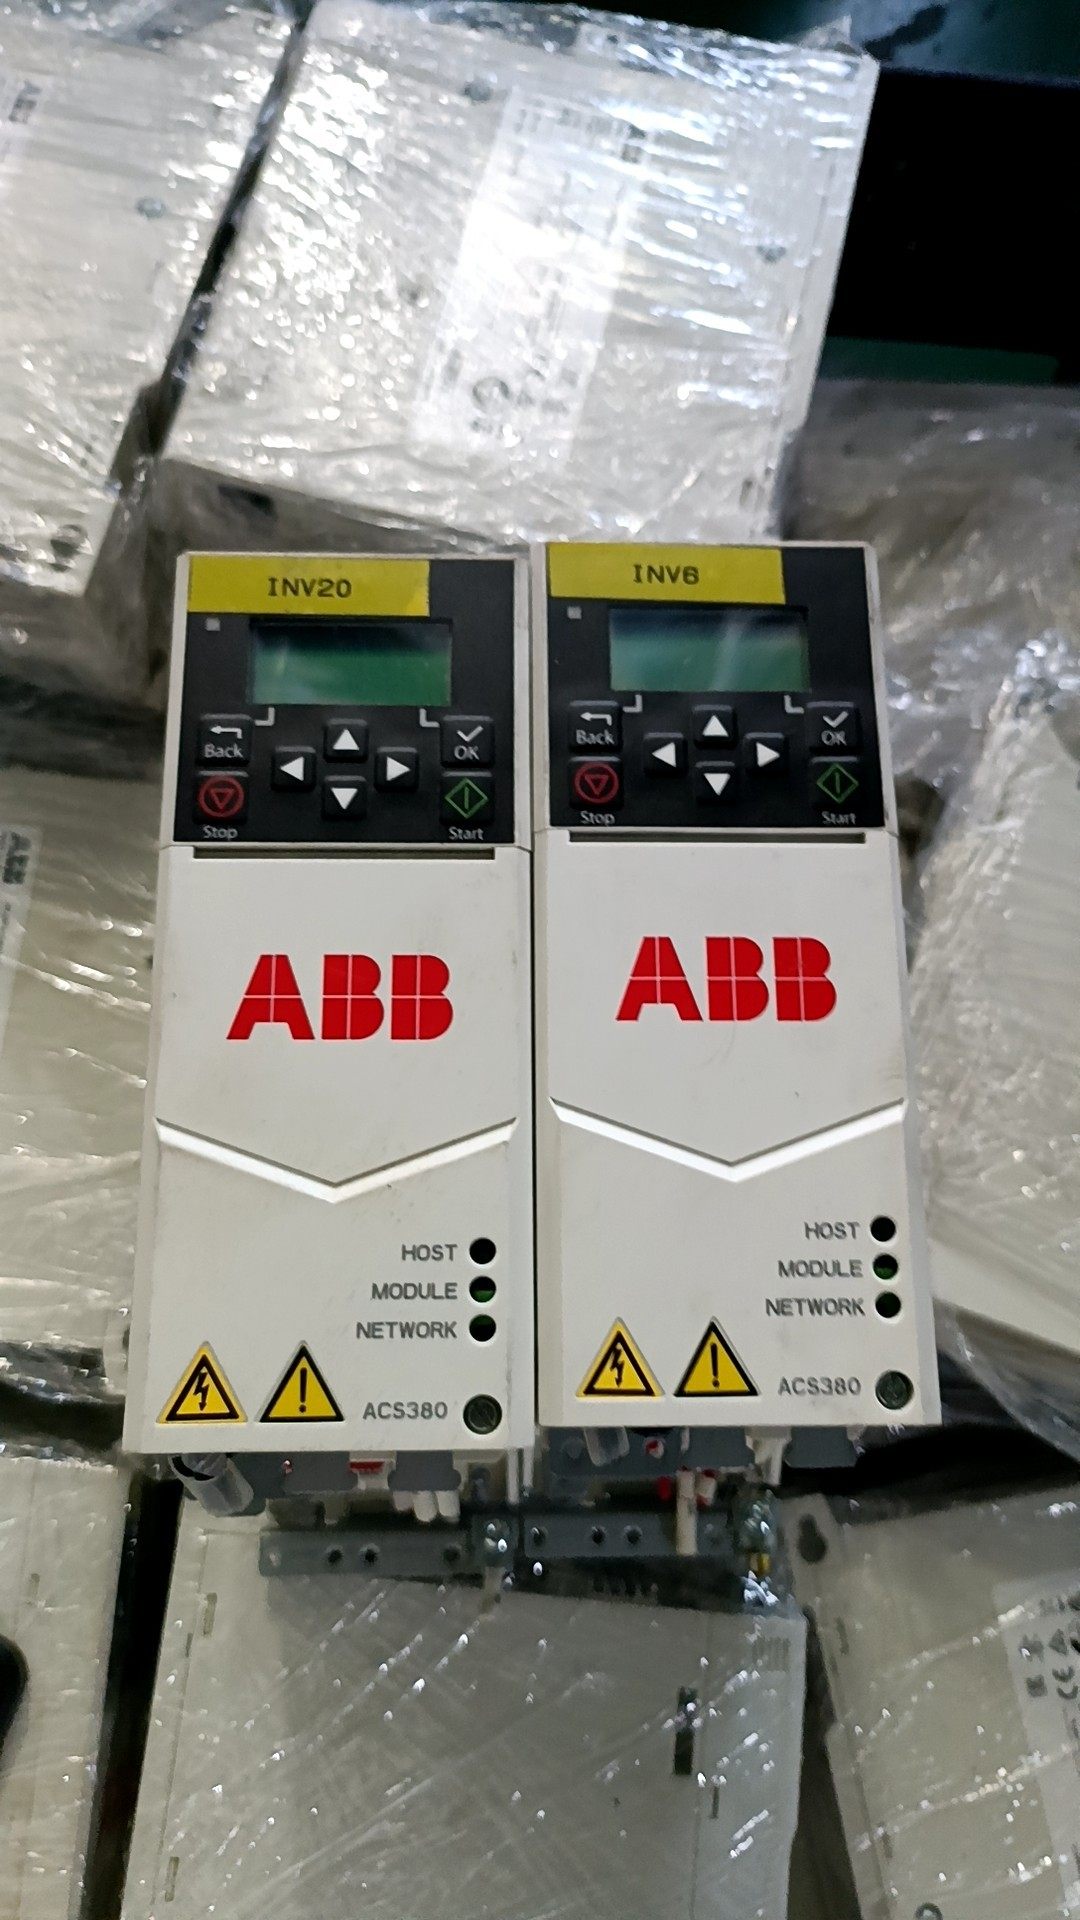 INV20
Back
OK
Stop
Start
ABB
HOST
MODULE
NETWORK
ACS380
INV6
Back
OK
Stop
Start
ABB
HOST
MODULE
NETWORK
ACS380